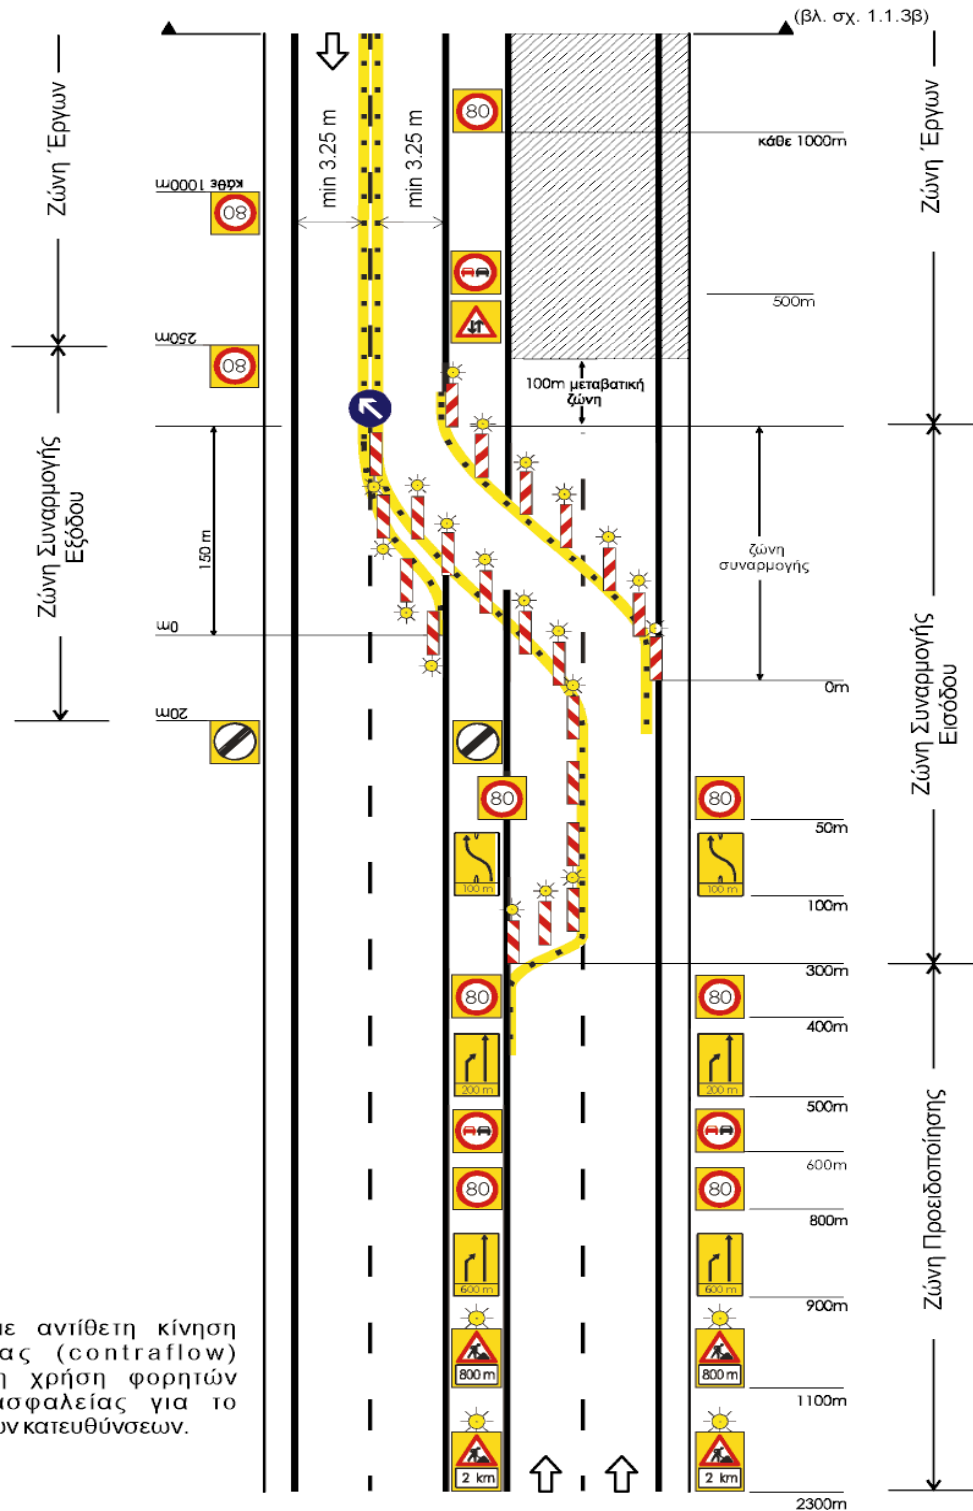 (βλ. σχ. 1.1.3β)
Ζώνη Έργων
Ζώνη Έργων
80
κάθε 1000m
min 3.25 m
min 3.25 m
κάθε 1000m
80
500m
250m
80
100m μεταβατική
ζώνη
Ζώνη Συναρμογής
Εξόδου
150 m
ζώνη
συναρμογής
0m
0m
Ζώνη Συναρμογής
Εισόδου
20m
80
80
50m
100 m
100 m
100m
300m
80
80
400m
200 m
200 m
500m
600m
80
80
800m
Ζώνη Προειδοποίησης
600 m
600 m
900m
800 m
800 m
1100m
2 km
2 km
2300m
με αντίθετη κίνηση
ας (contraflow)
η χρήση φορητών
ασφαλείας για το
ων κατευθύνσεων.